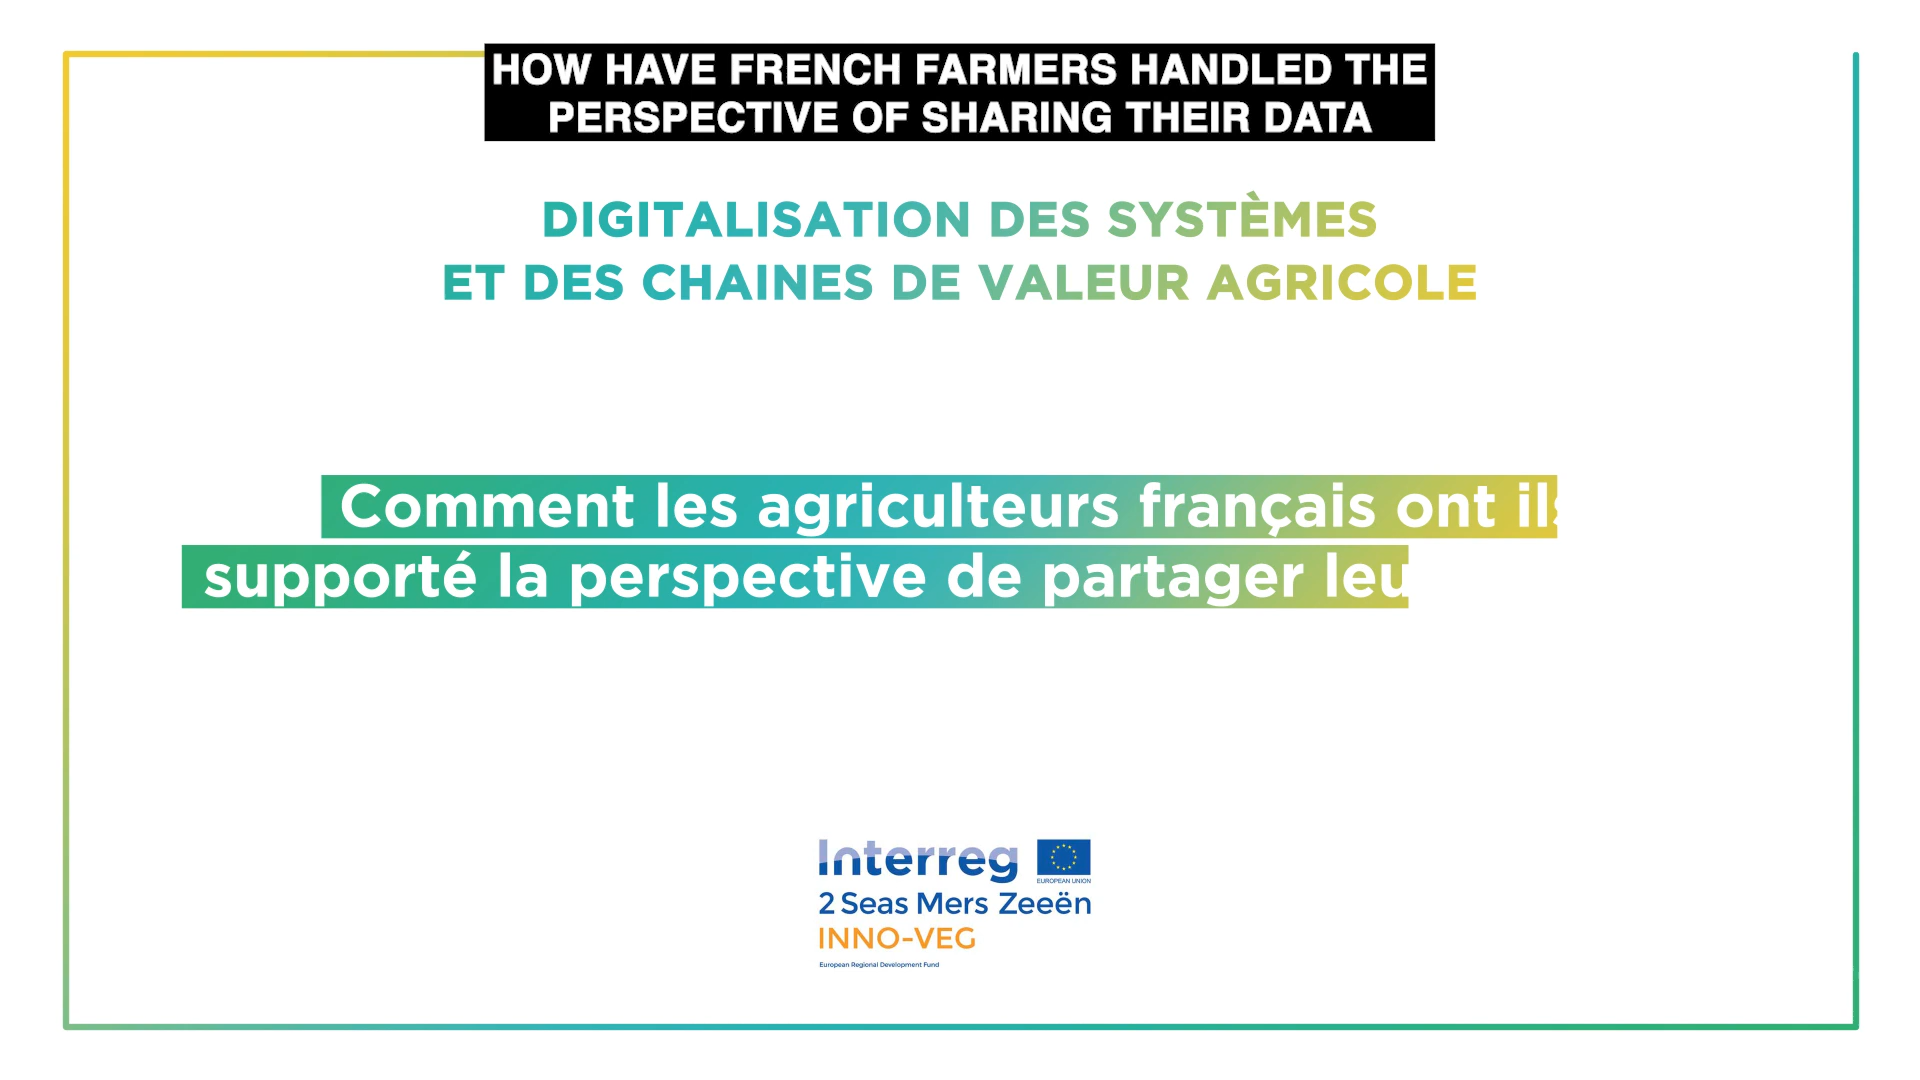 HOW HAVE FRENCH FARMERS HANDLED THE
PERSPECTIVE OF SHARING THEIR DATA
DIGITALISATION DES SYSTÈMES
ET DES CHAINES DE VALEUR AGRICOLE
Comment les agriculteurs français ont ils
supporté la perspective de partager leu
Interreg
EUROPEAN UNION
2 Seas Mers Zeeën
INNO-VEG
European Regional Development Fund